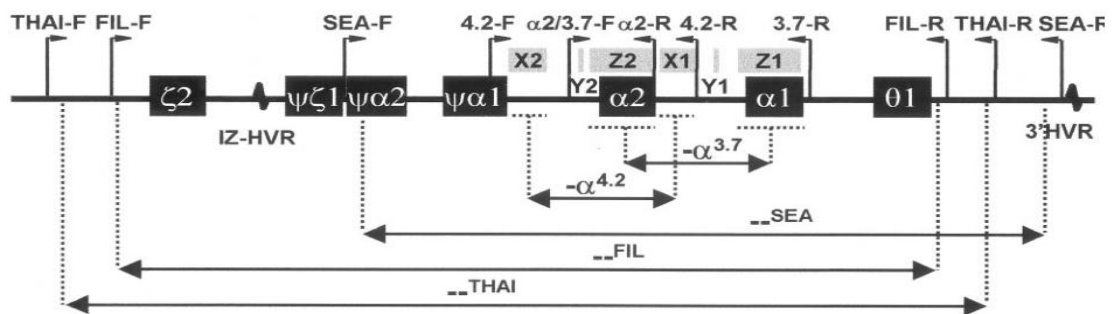 THAI-F FIL-F SEA-F 4.2-F α2/3.7-F α2-R 4.2-R 3.7-R FIL-R THAI-R SEA-R
X2 Z2 X1 Z1
Y2 Y1
ζ2 ψζ1 ψα2 ψα1 α2 α1 θ1
IZ-HVR 3'HVR
-α3.7
-α4.2
--SEA
--FIL
--THAI